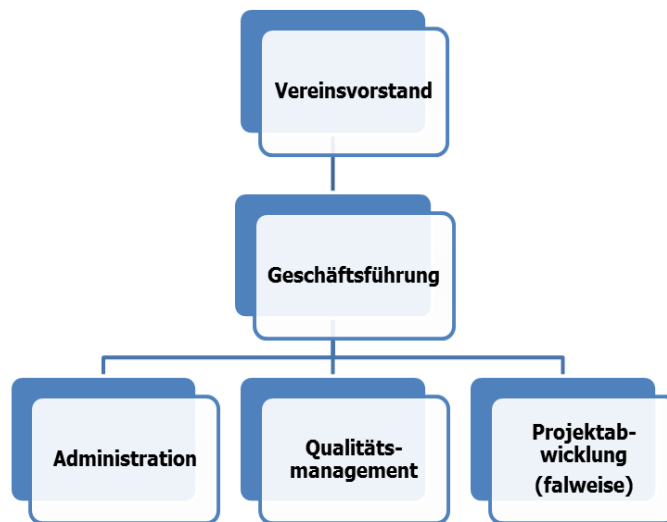 Vereinsvorstand
Geschäftsführung
Administration
Qualitäts-
management
Projektab-
wicklung
(falweise)